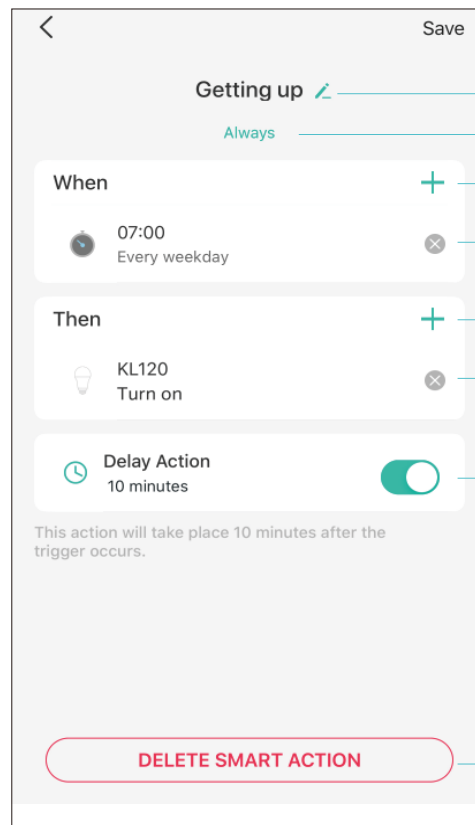 Save
Getting up
Always
When
07:00
Every weekday
Then
KL120
Turn on
Delay Action
10 minutes
This action will take place 10 minutes after the
trigger occurs.
DELETE SMART ACTION